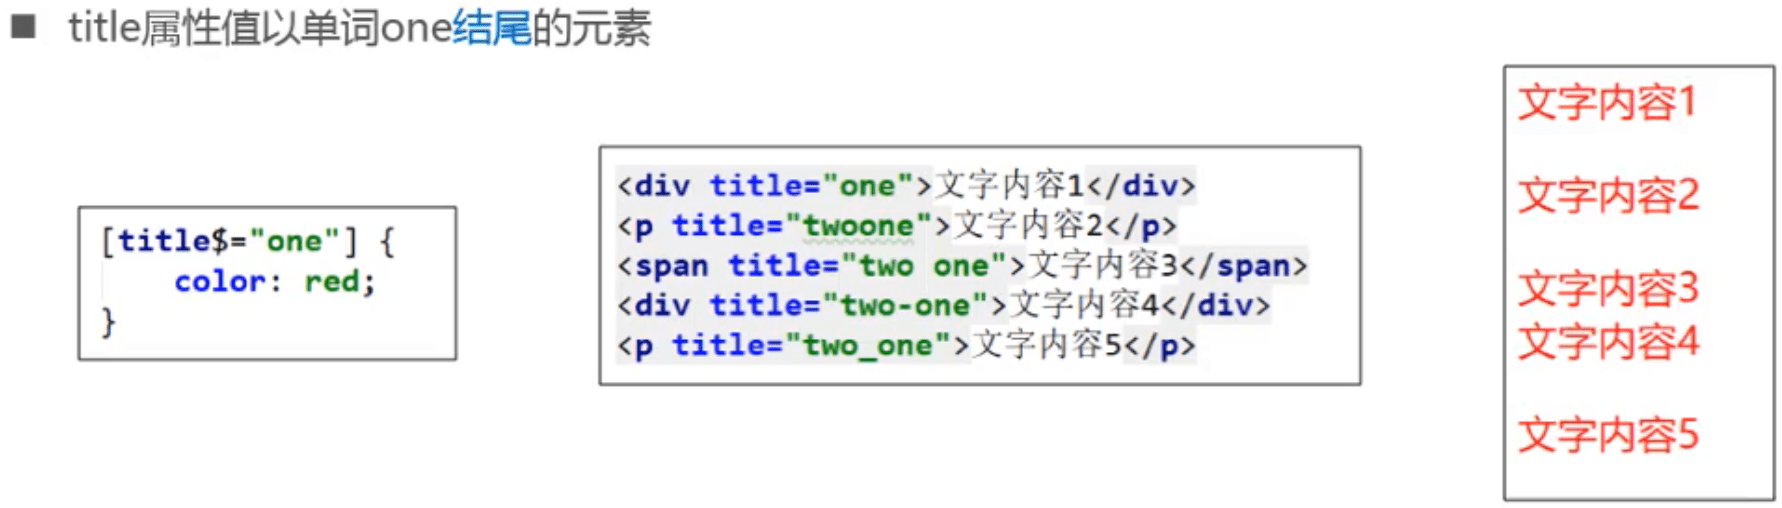 ■ title属性值以单词one结尾的元素
[title$="one"] {
    color: red;
}
<div title="one">文字内容1</div>
<p title="twoone">文字内容2</p>
<span title="two one">文字内容3</span>
<div title="two-one">文字内容4</div>
<p title="two_one">文字内容5</p>
文字内容1
文字内容2
文字内容3
文字内容4
文字内容5